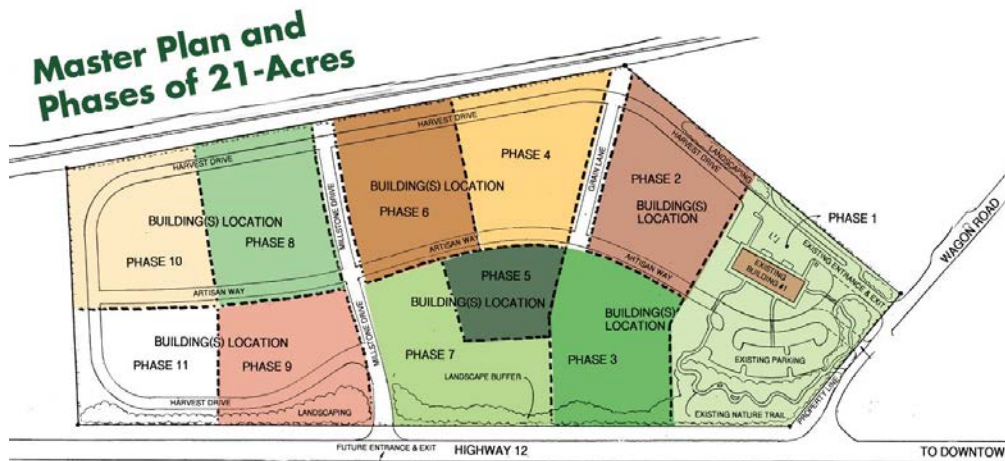 Master Plan and
Phases of 21-Acres
HARVEST DRIVE
HARVEST DRIVE
HARVEST DRIVE
LANDSCAPING
PHASE 4
GRAIN LANE
PHASE 2
BUILDING(S)
LOCATION
PHASE 1
WAGON ROAD
BUILDING(S) LOCATION
PHASE 6
MILLSTONE DRIVE
BUILDING(S) LOCATION
PHASE 8
PHASE 10
ARTISAN WAY
ARTISAN WAY
ARTISAN WAY
EXISTING ENTRANCE & EXIT
EXISTING
BUILDING #1
PHASE 5
BUILDING(S) LOCATION
BUILDING(S)
LOCATION
MILLSTONE DRIVE
BUILDING(S) LOCATION
PHASE 11
PHASE 9
PHASE 7
PHASE 3
EXISTING PARKING
LANDSCAPE BUFFER
PROPERTY LINE
HARVEST DRIVE
LANDSCAPING
EXISTING NATURE TRAIL
FUTURE ENTRANCE & EXIT
HIGHWAY 12
TO DOWNTOW